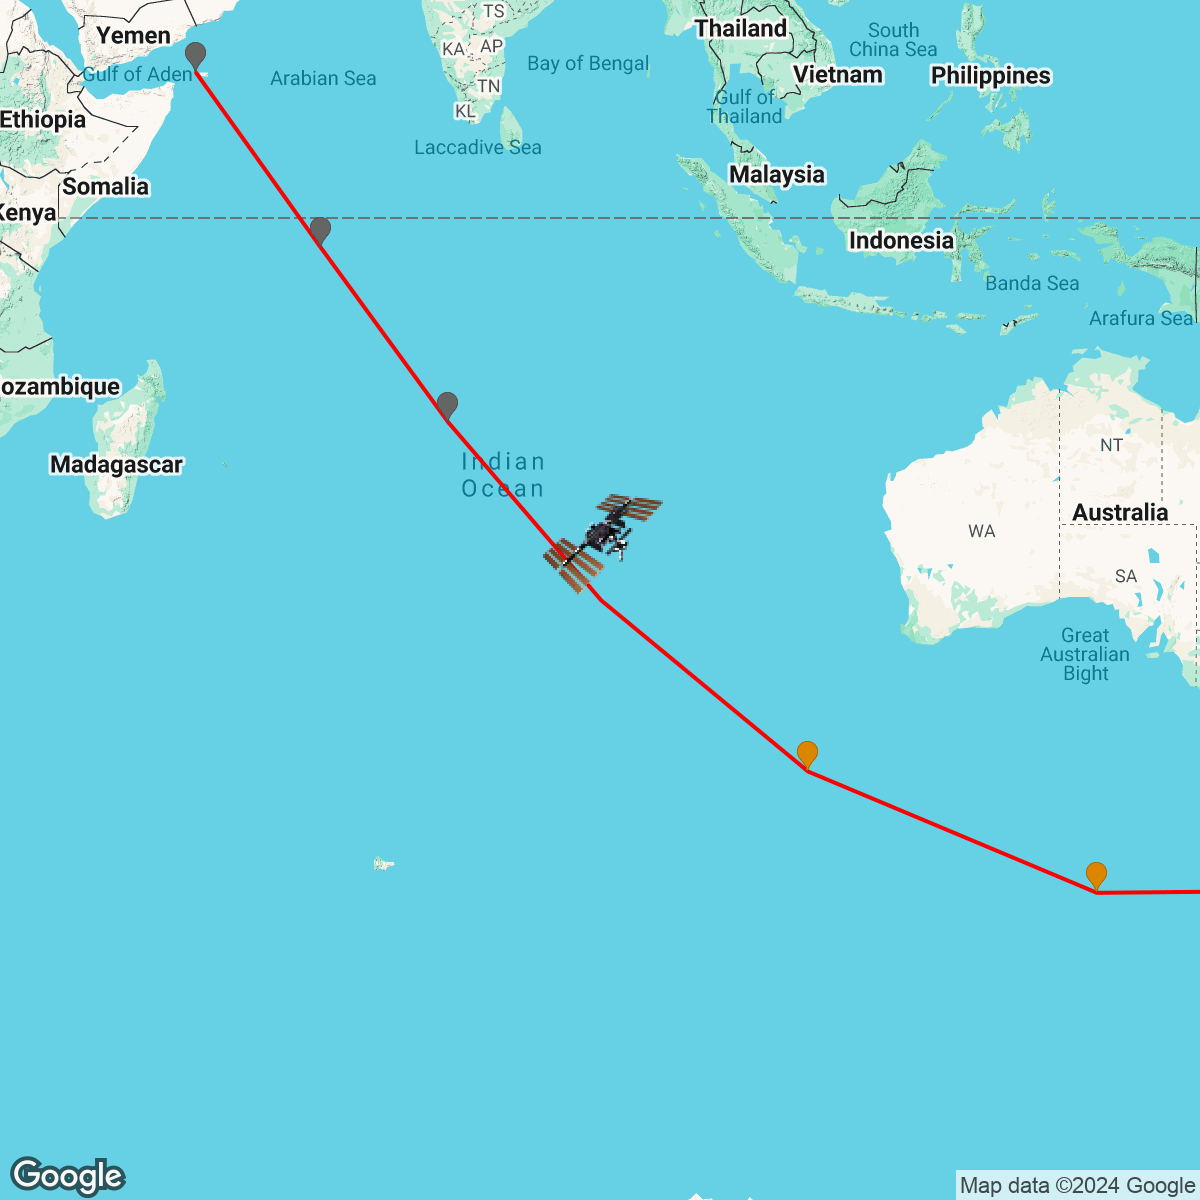 TS
Thailand
South
China Sea
Yemen
KA
AP
Bay of Bengal
Gulf of Aden
Arabian Sea
Vietnam
Philippines
TN
Gulf of
Thailand
KL
Ethiopia
Laccadive Sea
Malaysia
Somalia
Kenya
Indonesia
Banda Sea
Arafura Sea
ozambique
NT
Madagascar
Indian
Ocean
Australia
WA
SA
Great
Australian
Bight
Google
Map data ©2024 Google